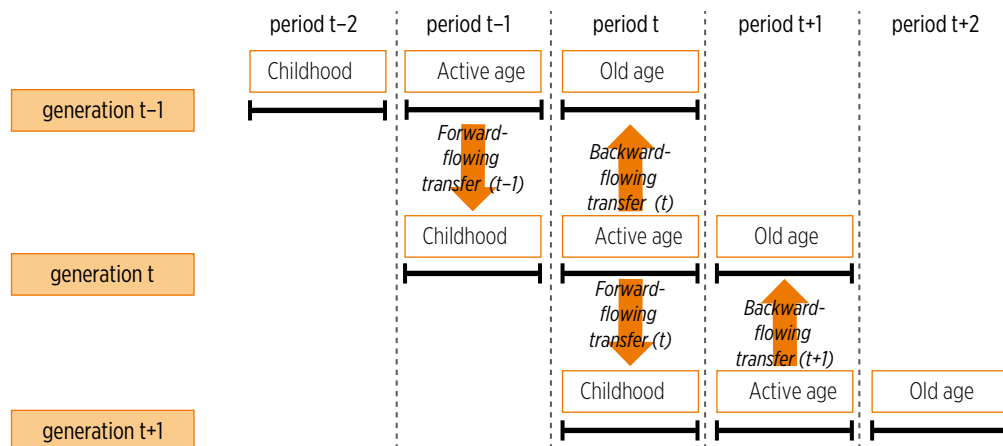 period t–2
period t–1
period t
period t+1
period t+2
Childhood
Active age
Old age
generation t–1
Forward-
flowing
transfer (t–1)
Backward-
flowing
transfer (t)
Childhood
Active age
Old age
generation t
Forward-
flowing
transfer (t)
Backward-
flowing
transfer (t+1)
Childhood
Active age
Old age
generation t+1